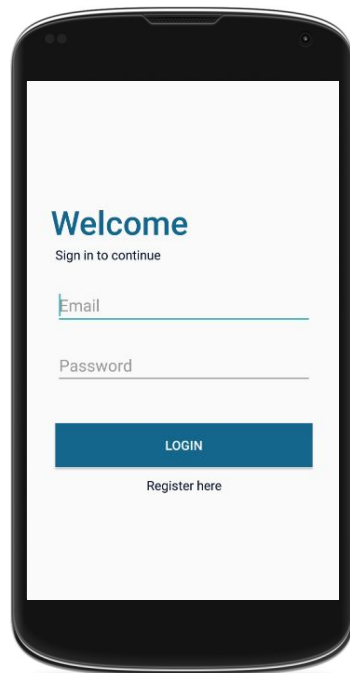 Welcome
Sign in to continue
Email
Password
LOGIN
Register here